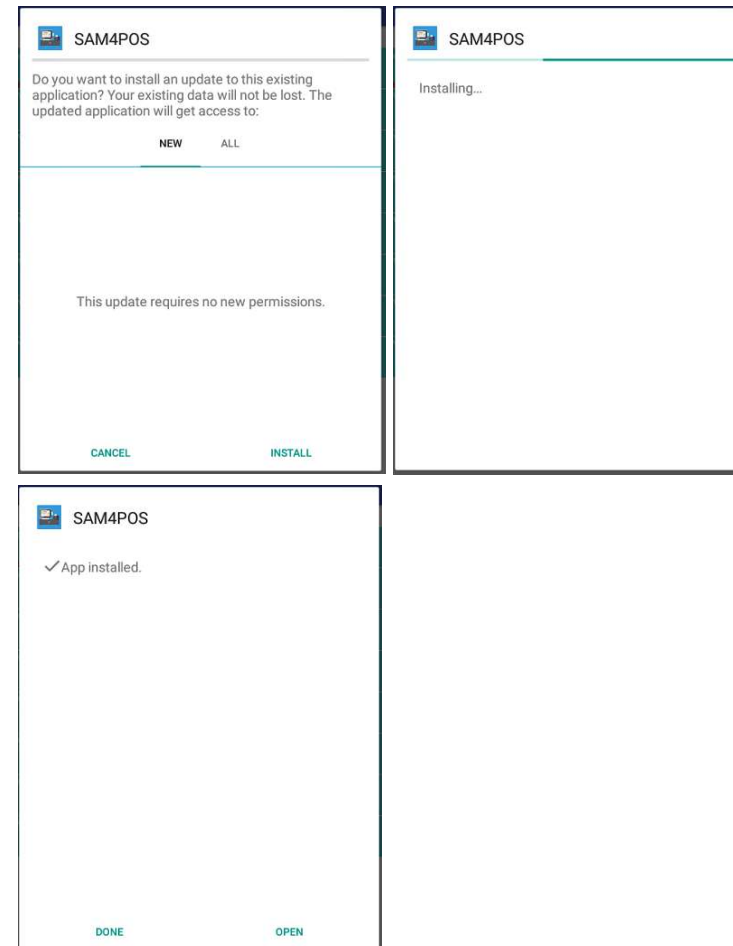 SAM4POS
Do you want to install an update to this existing
application? Your existing data will not be lost. The
updated application will get access to:
NEW ALL
This update requires no new permissions.
CANCEL INSTALL
SAM4POS
Installing...
SAM4POS
App installed.
DONE OPEN